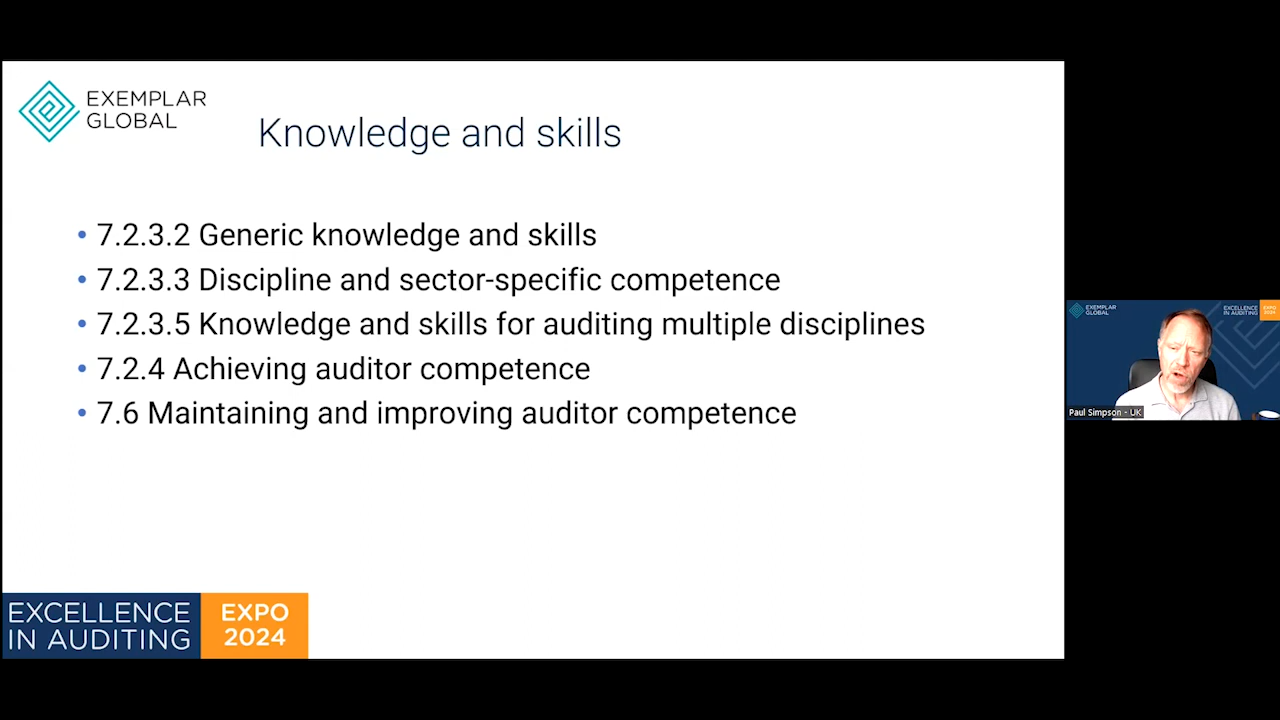 EXEMPLAR
GLOBAL
Knowledge and skills
• 7.2.3.2 Generic knowledge and skills
• 7.2.3.3 Discipline and sector-specific competence
• 7.2.3.5 Knowledge and skills for auditing multiple disciplines
• 7.2.4 Achieving auditor competence
• 7.6 Maintaining and improving auditor competence
EXCELLENCE
IN AUDITING
EXPO
2024
EXEMPLAR
GLOBAL
EXCELLENCE
IN AUDITING
EXPO
2024
Paul Simpson - UK